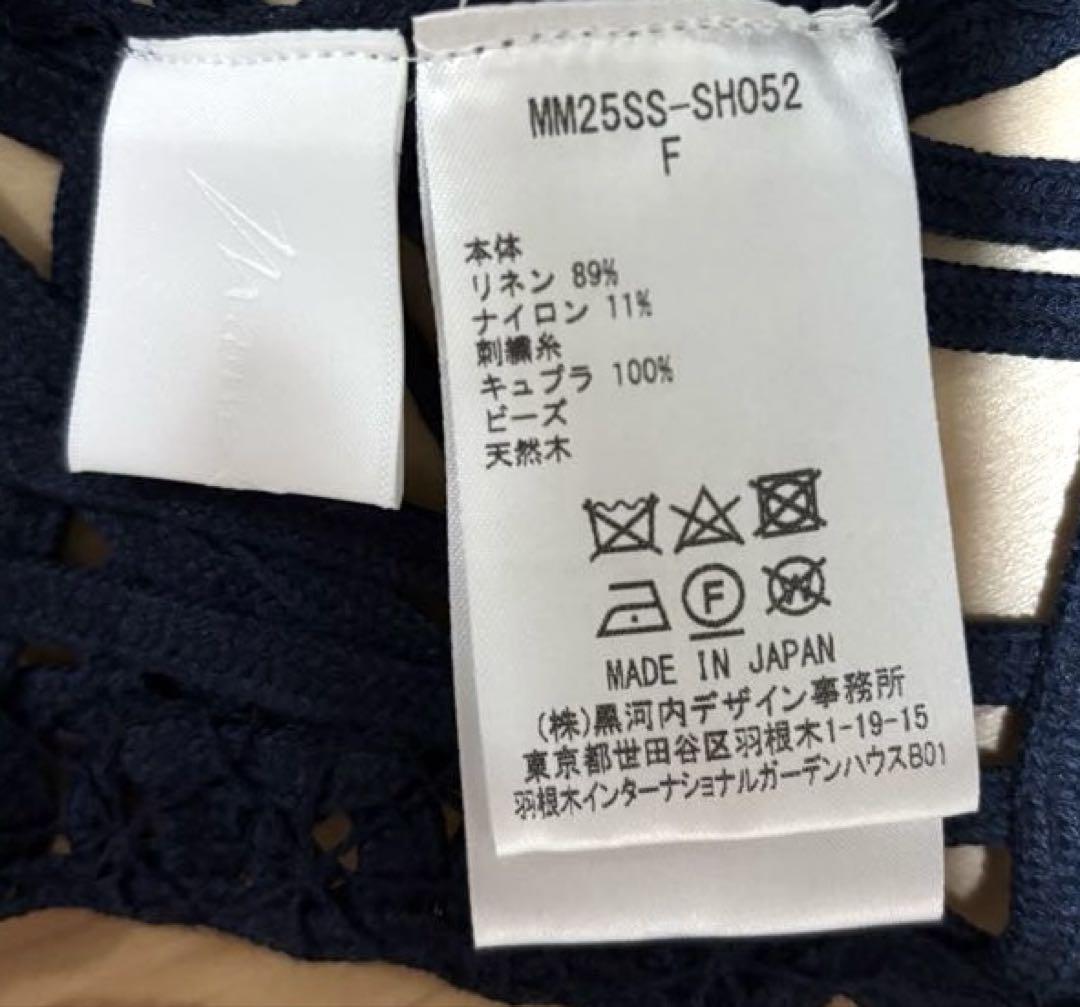 MM25SS-SH052
F
本体
リネン 89%
ナイロン 11%
刺繍糸
キュプラ 100%
ビーズ
天然木
F
W
MADE IN JAPAN
(株)黒河内デザイン事務所
東京都世田谷区羽根木1-19-15
羽根木インターナショナルガーデンハウスB01